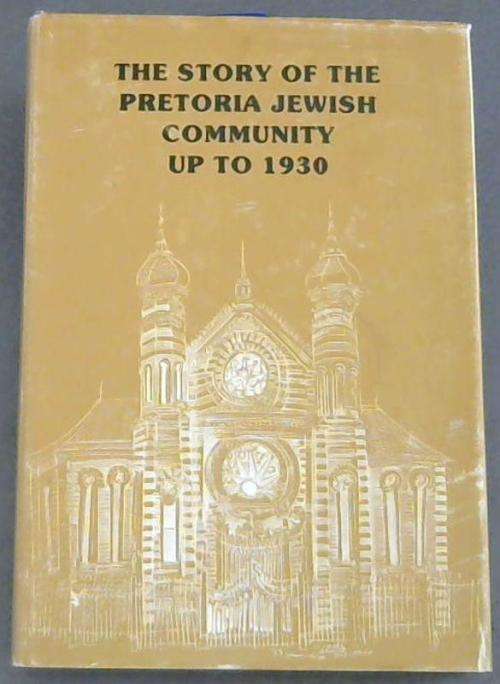 THE STORY OF THE
PRETORIA JEWISH
COMMUNITY
UP TO 1930